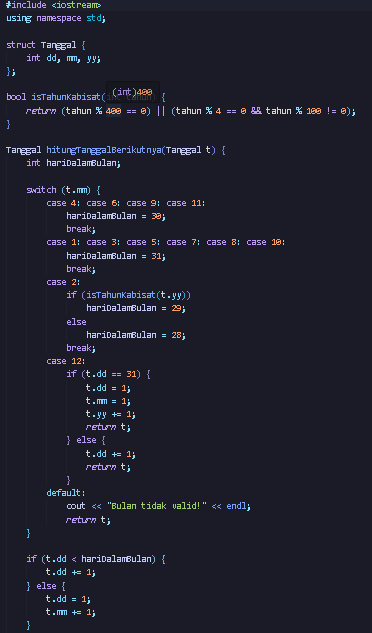 #include <iostream>
using namespace std;
struct Tanggal {
int dd, mm, yy;
};
(int)400
bool isTahunKabisat( {
return (tahun % 400 == 0) || (tahun % 4 == 0 && tahun % 100 != 0);
}
Tanggal hitungTanggalBerikutnya(Tanggal t) {
int hariDalamBulan;
switch (t.mm) {
case 4: case 6: case 9: case 11:
hariDalamBulan = 30;
break;
case 1: case 3: case 5: case 7: case 8: case 10:
hariDalamBulan = 31;
break;
case 2:
if (isTahunKabisat(t.yy))
hariDalamBulan = 29;
else
hariDalamBulan = 28;
break;
case 12:
if (t.dd == 31) {
t.dd = 1;
t.mm = 1;
t.yy += 1;
return t;
} else {
t.dd += 1;
return t;
}
default:
cout << "Bulan tidak valid!" << endl;
return t;
}
if (t.dd < hariDalamBulan) {
t.dd += 1;
} else {
t.dd = 1;
t.mm += 1;
}